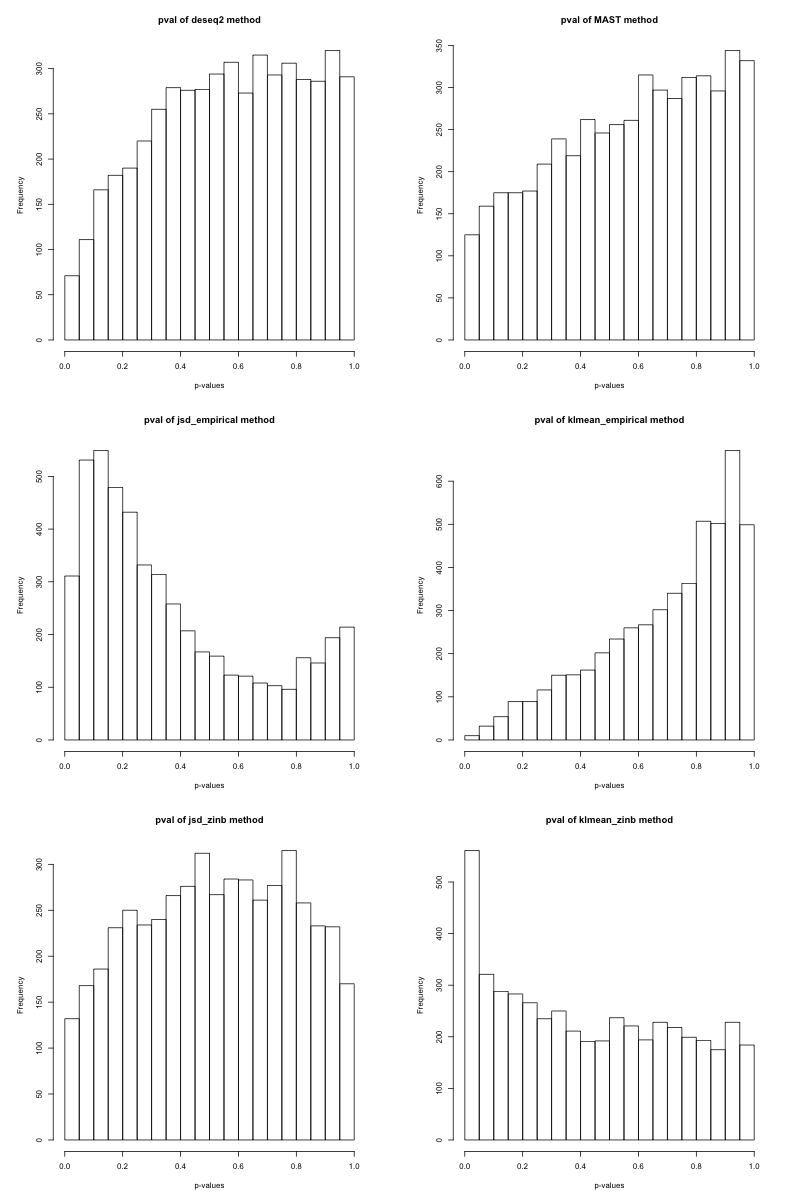 pval of deseq2 method
Frequency
0 50 100 150 200 250 300
0.0 0.2 0.4 0.6 0.8 1.0
p-values
pval of MAST method
Frequency
0 50 100 150 200 250 300 350
0.0 0.2 0.4 0.6 0.8 1.0
p-values
pval of jsd_empirical method
Frequency
0 100 200 300 400 500
0.0 0.2 0.4 0.6 0.8 1.0
p-values
pval of klmean_empirical method
Frequency
0 100 200 300 400 500 600
0.0 0.2 0.4 0.6 0.8 1.0
p-values
pval of jsd_zinb method
Frequency
0 50 100 150 200 250 300
0.0 0.2 0.4 0.6 0.8 1.0
p-values
pval of klmean_zinb method
Frequency
0 100 200 300 400 500
0.0 0.2 0.4 0.6 0.8 1.0
p-values